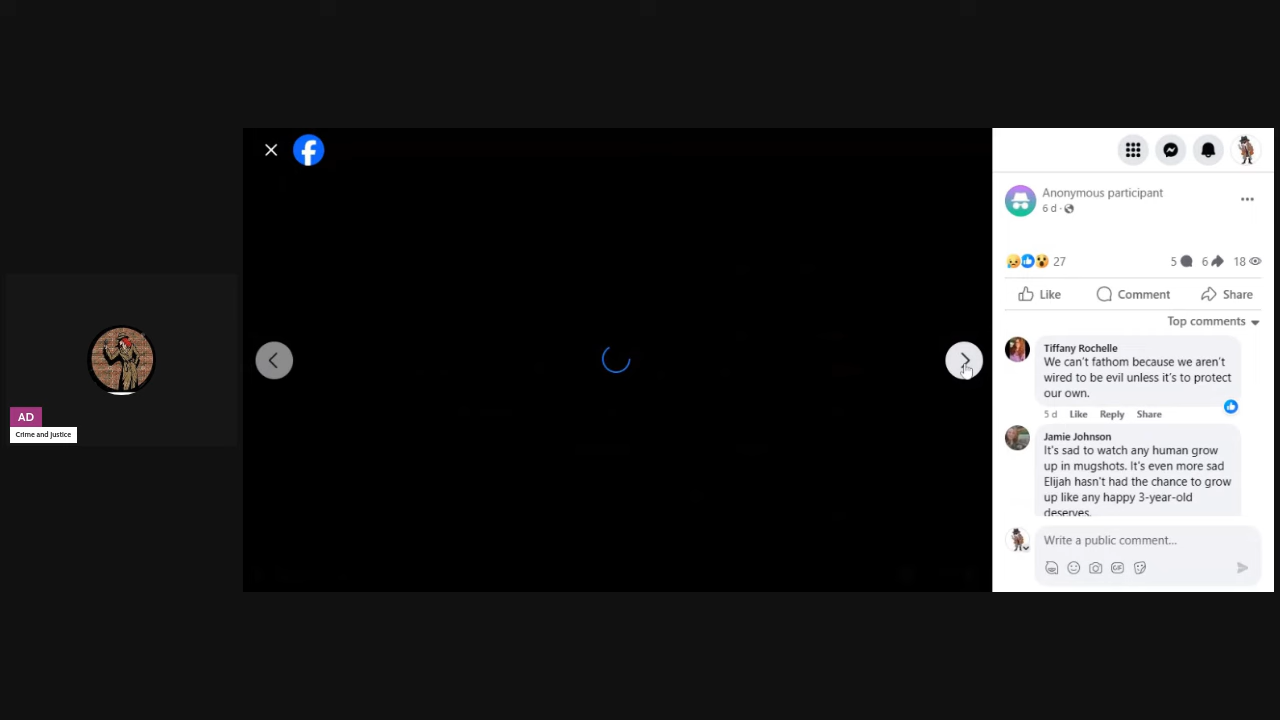 AD
Crime and Justice
Anonymous participant
6 d ·
27
5
6
18
Like
Comment
Share
Top comments
Tiffany Rochelle
We can't fathom because we aren't
wired to be evil unless it's to protect
our own.
5 d Like Reply Share
Jamie Johnson
It's sad to watch any human grow
up in mugshots. It's even more sad
Elijah hasn't had the chance to grow
up like any happy 3-year-old
deserves.
Write a public comment...
GIF